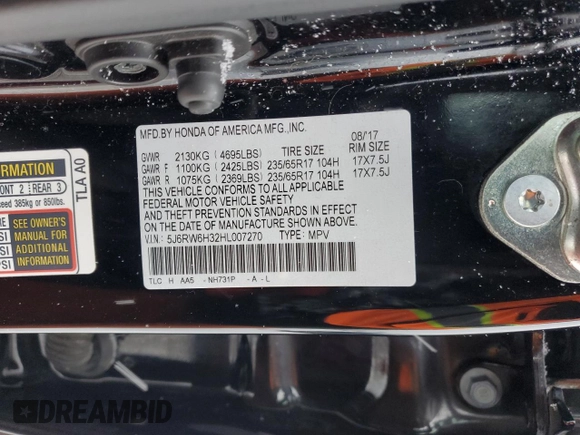 MFD.BY HONDA OF AMERICA MFG.,INC. 08/'17
TIRE SIZE RIM SIZE
GVWR 2130KG (4695LBS)
GAWR F 1100KG (2425LBS) 235/65R17 104H 17X7.5J
GAWR R 1075KG (2369LBS) 235/65R17 104H 17X7.5J
THIS VEHICLE CONFORMS TO ALL APPLICABLE
FEDERAL MOTOR VEHICLE SAFETY
AND THEFT PREVENTION STANDARDS IN EFFECT
ON THE DATE OF MANUFACTURE SHOWN ABOVE.
V.I.N.: 5J6RW6H32HL007270 TYPE: MPV
TLC H AA5 - NH731P - A - L
TLA A0
ORMATION
ONT 2 REAR 3
ceed 385kg or 850lbs.
SEE OWNER'S
MANUAL FOR
ADDITIONAL
INFORMATION
PSI
DREAMBID